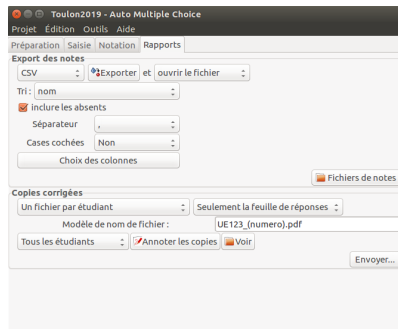 Toulon2019 - Auto Multiple Choice
Projet Édition Outils Aide
Préparation Saisie Notation Rapports
Export des notes
CSV Exporter et ouvrir le fichier
Tri : nom
inclure les absents
Séparateur ,
Cases cochées Non
Choix des colonnes
Fichiers de notes
Copies corrigées
Un fichier par étudiant Seulement la feuille de réponses
Modèle de nom de fichier : UE123_(numero).pdf
Tous les étudiants Annoter les copies Voir
Envoyer...